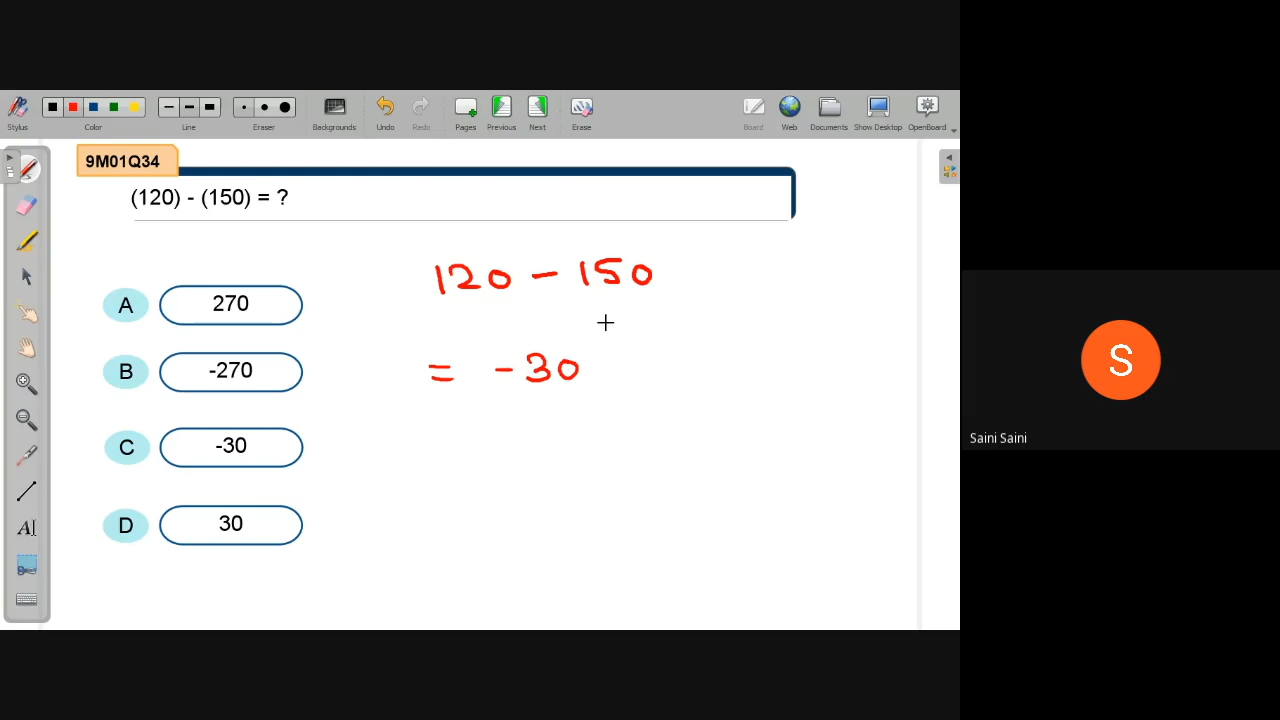 Stylus
Color
Line
Eraser
Backgrounds
Undo
Redo
Pages
Previous
Next
Erase
Board
Web
Documents
Show Desktop
OpenBoard
9M01Q34
(120) - (150) = ?
120 - 150
= -30
A 270
B -270
C -30
D 30
AI
S
Saini Saini